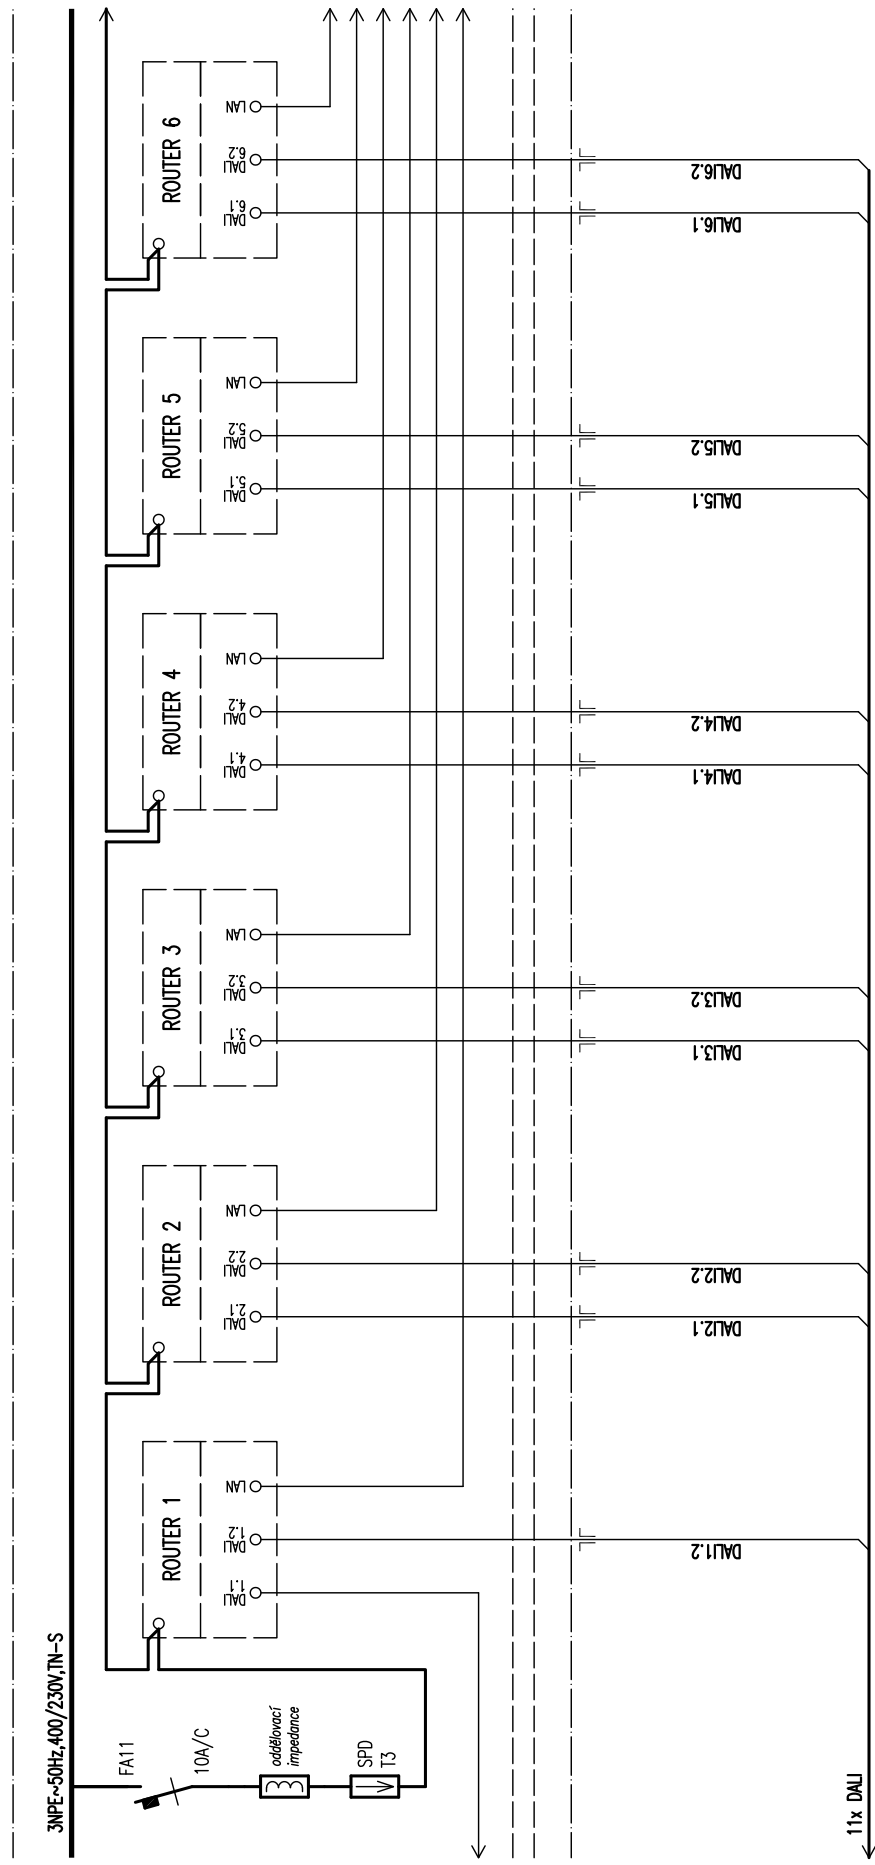 3NPE~50Hz,400/230V,TN-S
FA11
10A/C
oddělovací
impedance
SPD
T3
ROUTER 1
DALI
1.1
DALI
1.2
LAN
DALI1.2
ROUTER 2
DALI
2.1
DALI
2.2
LAN
DALI2.1
DALI2.2
ROUTER 3
DALI
3.1
DALI
3.2
LAN
DALI3.1
DALI3.2
ROUTER 4
DALI
4.1
DALI
4.2
LAN
DALI4.1
DALI4.2
ROUTER 5
DALI
5.1
DALI
5.2
LAN
DALI5.1
DALI5.2
ROUTER 6
DALI
6.1
DALI
6.2
LAN
DALI6.1
DALI6.2
11x DALI